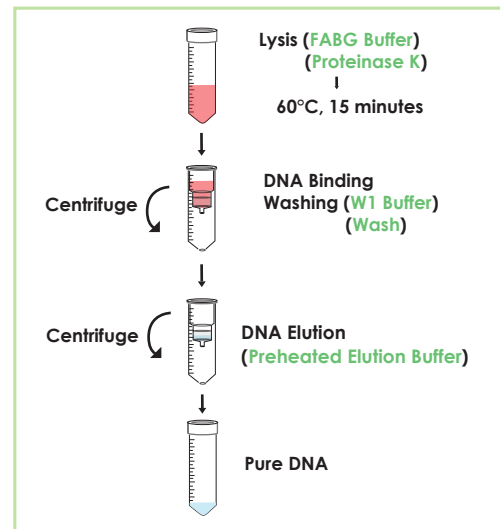 Lysis (FABG Buffer)
(Proteinase K)
60°C, 15 minutes
Centrifuge
DNA Binding
Washing (W1 Buffer)
(Wash)
Centrifuge
DNA Elution
(Preheated Elution Buffer)
Pure DNA